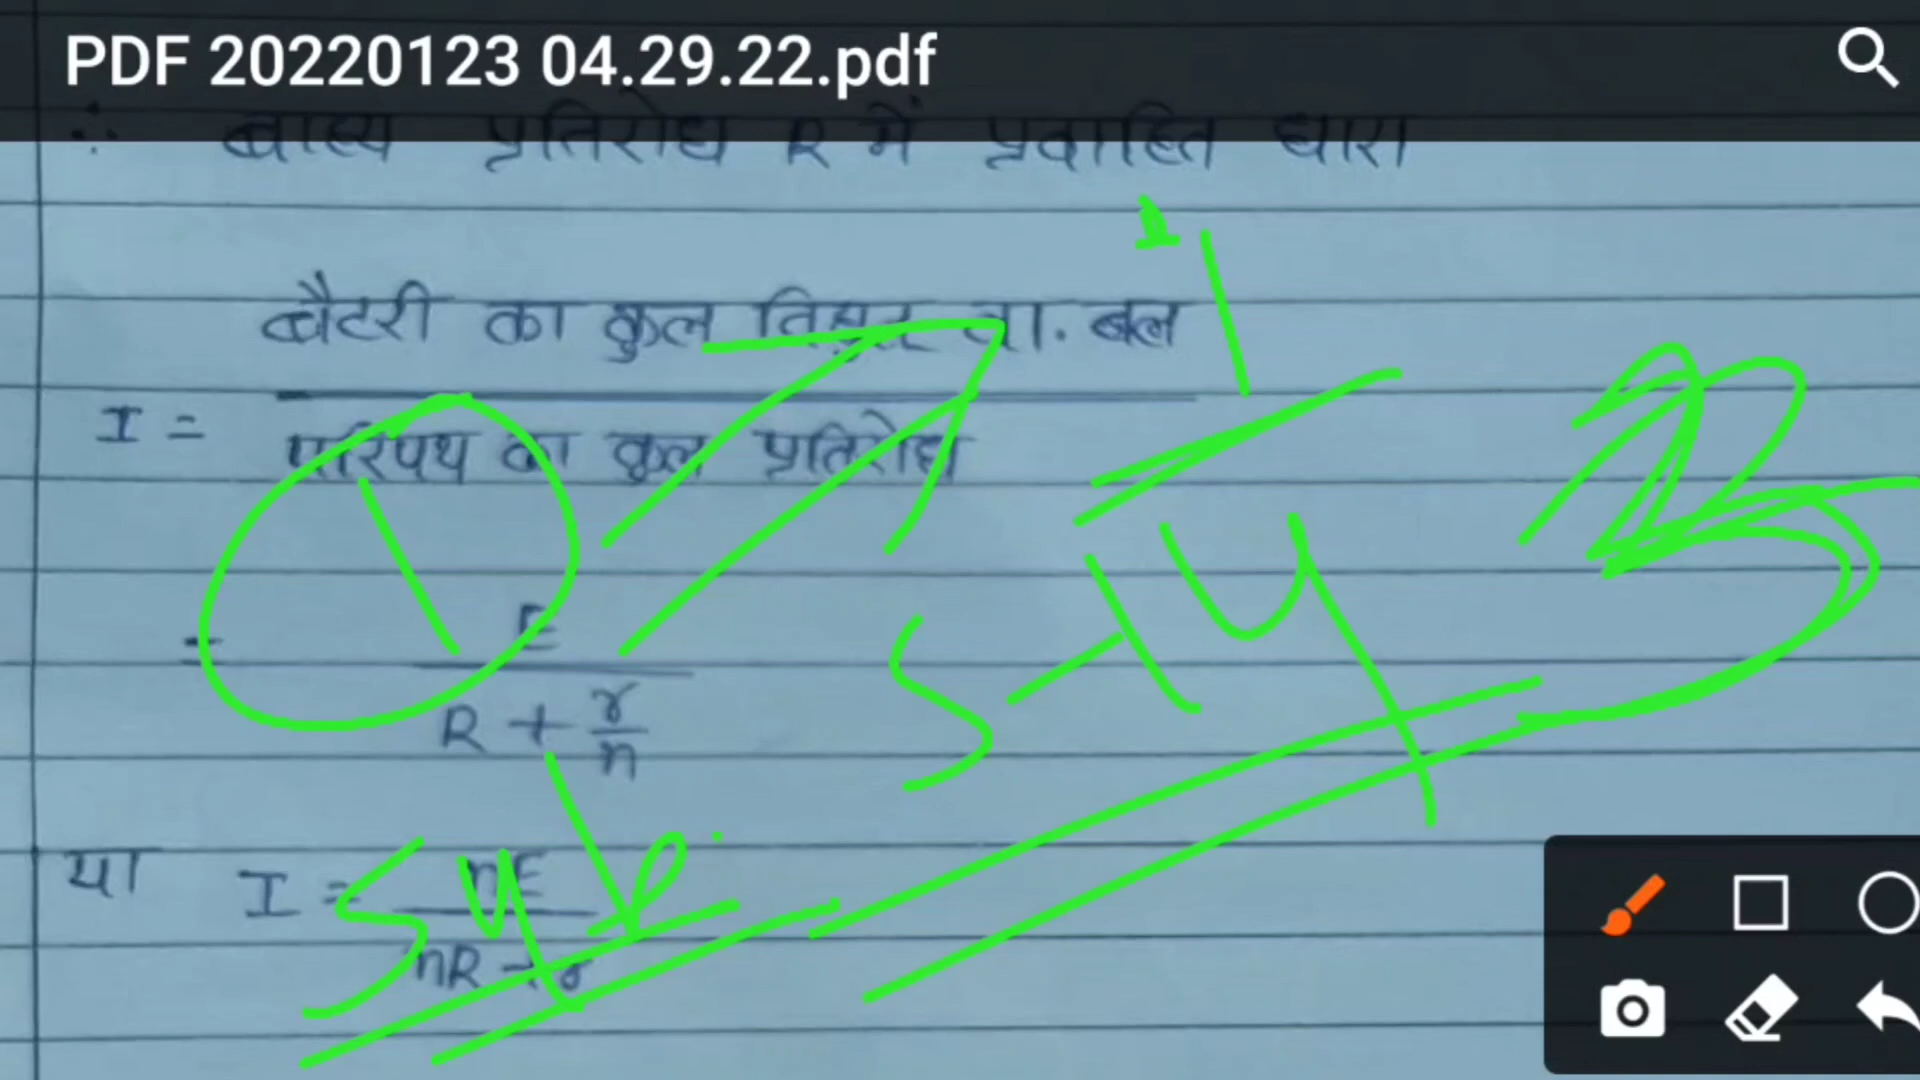 PDF 20220123 04.29.22.pdf
∴ बाह्य प्रतिरोध R में प्रवाहित धारा
बैटरी का कुल विद्युत वा. बल
I =
परिपथ का कुल प्रतिरोध
= E
R + r
n
या I = nE
nR + r